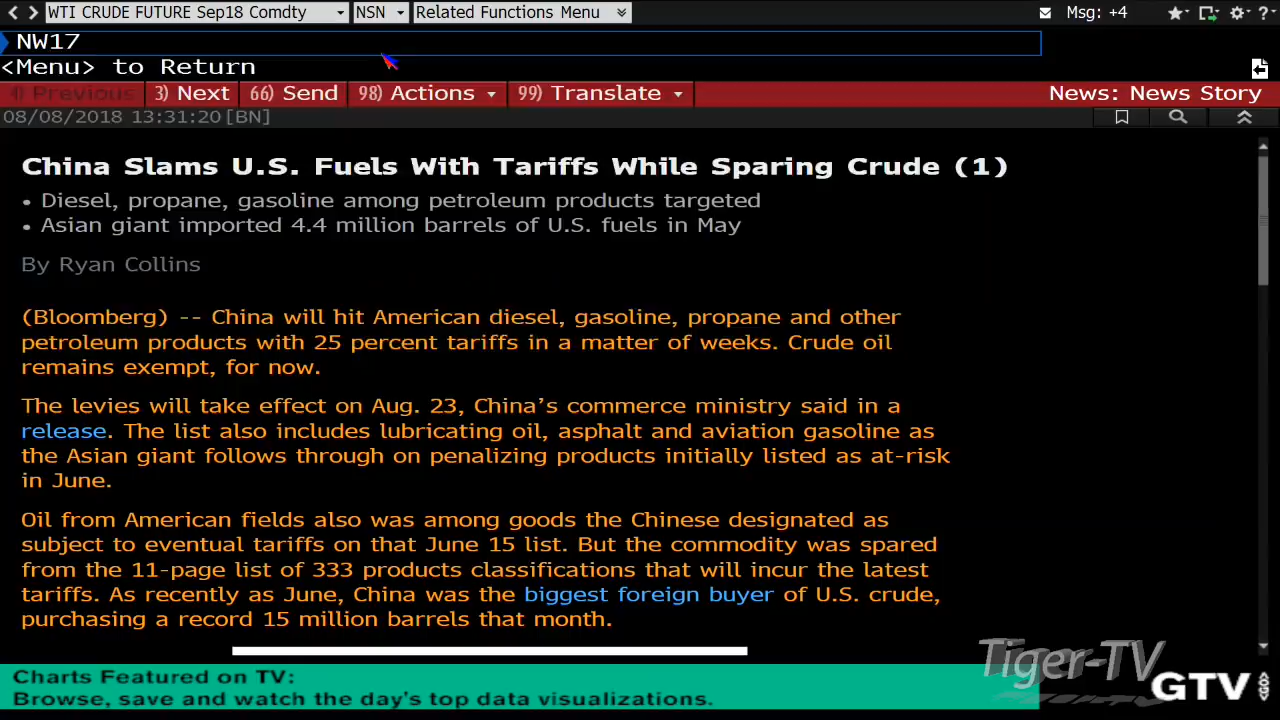 WTI CRUDE FUTURE Sep18 Comdty NSN Related Functions Menu Msg: +4
NW17
<Menu> to Return
Previous 3) Next 66) Send 98) Actions 99) Translate News: News Story
08/08/2018 13:31:20 [BN]
China Slams U.S. Fuels With Tariffs While Sparing Crude (1)
• Diesel, propane, gasoline among petroleum products targeted
• Asian giant imported 4.4 million barrels of U.S. fuels in May
By Ryan Collins
(Bloomberg) -- China will hit American diesel, gasoline, propane and other
petroleum products with 25 percent tariffs in a matter of weeks. Crude oil
remains exempt, for now.
The levies will take effect on Aug. 23, China's commerce ministry said in a
release. The list also includes lubricating oil, asphalt and aviation gasoline as
the Asian giant follows through on penalizing products initially listed as at-risk
in June.
Oil from American fields also was among goods the Chinese designated as
subject to eventual tariffs on that June 15 list. But the commodity was spared
from the 11-page list of 333 products classifications that will incur the latest
tariffs. As recently as June, China was the biggest foreign buyer of U.S. crude,
purchasing a record 15 million barrels that month.
Charts Featured on TV:
Browse, save and watch the day's top data visualizations.
Tiger-TV
GTV